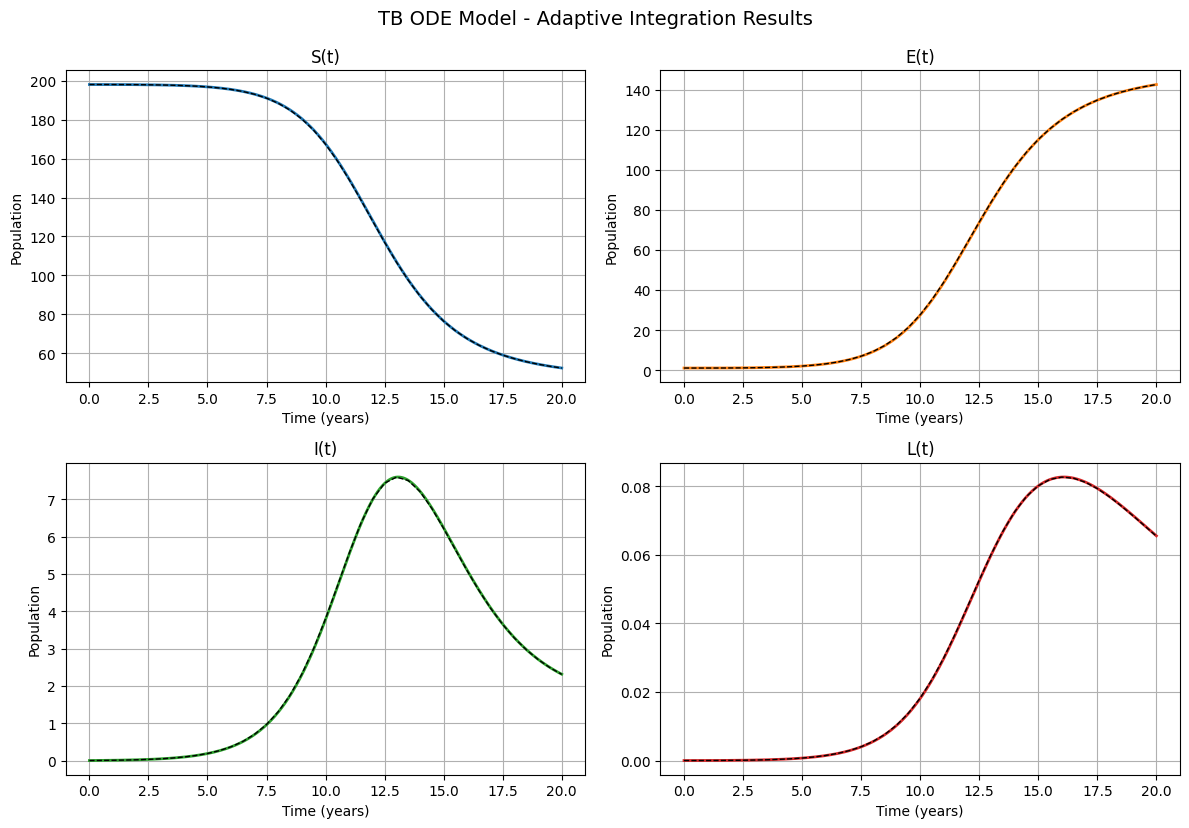 TB ODE Model - Adaptive Integration Results
S(t)
200
180
160
140
120
100
80
60
Population
0.0 2.5 5.0 7.5 10.0 12.5 15.0 17.5 20.0
Time (years)
E(t)
140
120
100
80
60
40
20
0
Population
0.0 2.5 5.0 7.5 10.0 12.5 15.0 17.5 20.0
Time (years)
I(t)
7
6
5
4
3
2
1
0
Population
0.0 2.5 5.0 7.5 10.0 12.5 15.0 17.5 20.0
Time (years)
L(t)
0.08
0.06
0.04
0.02
0.00
Population
0.0 2.5 5.0 7.5 10.0 12.5 15.0 17.5 20.0
Time (years)